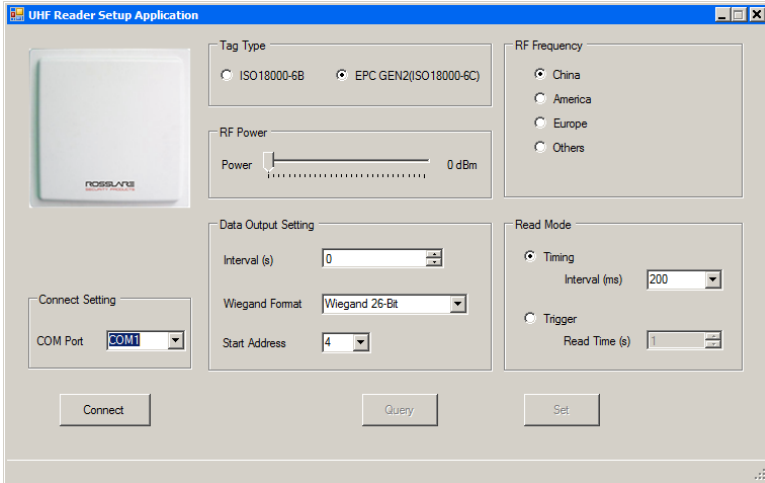 UHF Reader Setup Application
Tag Type
ISO18000-6B
EPC GEN2(ISO18000-6C)
RF Frequency
China
America
Europe
Others
RF Power
Power
0 dBm
ROSSLARE
SECURITY PRODUCTS
Data Output Setting
Interval (s)
0
Wiegand Format
Wiegand 26-Bit
Start Address
4
Read Mode
Timing
Interval (ms)
200
Trigger
Read Time (s)
1
Connect Setting
COM Port
COM1
Connect
Query
Set